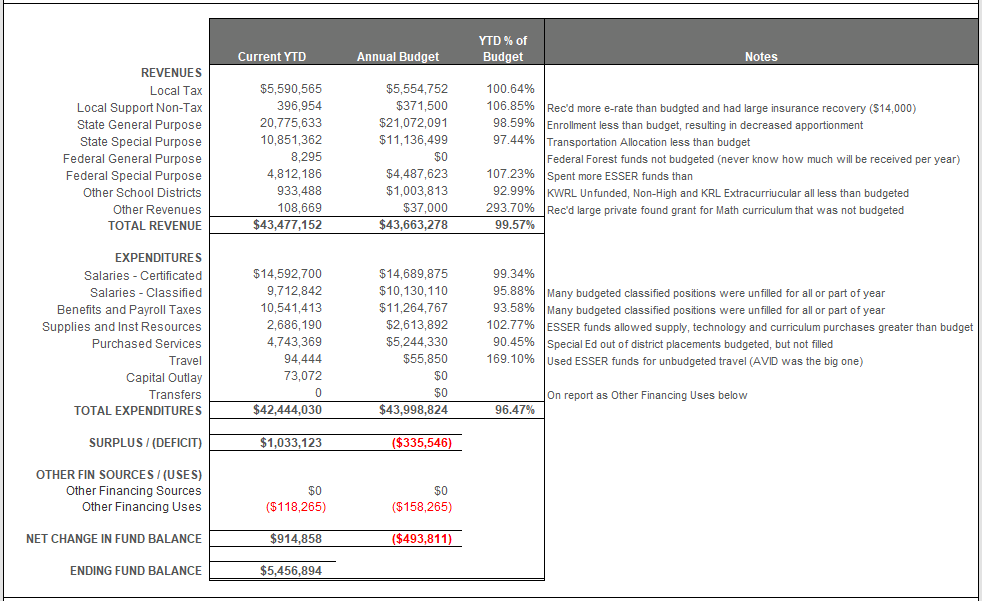 Current YTD Annual Budget YTD % of Budget Notes
REVENUES
Local Tax $5,590,565 $5,554,752 100.64%
Local Support Non-Tax 396,954 $371,500 106.85% Rec'd more e-rate than budgted and had large insurance recovery ($14,000)
State General Purpose 20,775,633 $21,072,091 98.59% Enrollment less than budget, resulting in decreased apportionment
State Special Purpose 10,851,362 $11,136,499 97.44% Transportation Allocation less than budget
Federal General Purpose 8,295 $0 Federal Forest funds not budgeted (never know how much will be received per year)
Federal Special Purpose 4,812,186 $4,487,623 107.23% Spent more ESSER funds than
Other School Districts 933,488 $1,003,813 92.99% KWRL Unfunded, Non-High and KRL Extracurriucular all less than budgeted
Other Revenues 108,669 $37,000 293.70% Rec'd large private found grant for Math curriculum that was not budgeted
TOTAL REVENUE $43,477,152 $43,663,278 99.57%
EXPENDITURES
Salaries - Certificated $14,592,700 $14,689,875 99.34%
Salaries - Classified 9,712,842 $10,130,110 95.88% Many budgeted classified positions were unfilled for all or part of year
Benefits and Payroll Taxes 10,541,413 $11,264,767 93.58% Many budgeted classified positions were unfilled for all or part of year
Supplies and Inst Resources 2,686,190 $2,613,892 102.77% ESSER funds allowed supply, technology and curriculum purchases greater than budget
Purchased Services 4,743,369 $5,244,330 90.45% Special Ed out of district placements budgeted, but not filled
Travel 94,444 $55,850 169.10% Used ESSER funds for unbudgeted travel (AVID was the big one)
Capital Outlay 73,072 $0
Transfers 0 $0 On report as Other Financing Uses below
TOTAL EXPENDITURES $42,444,030 $43,998,824 96.47%
SURPLUS / (DEFICIT) $1,033,123 ($335,546)
OTHER FIN SOURCES / (USES)
Other Financing Sources $0 $0
Other Financing Uses ($118,265) ($158,265)
NET CHANGE IN FUND BALANCE $914,858 ($493,811)
ENDING FUND BALANCE $5,456,894